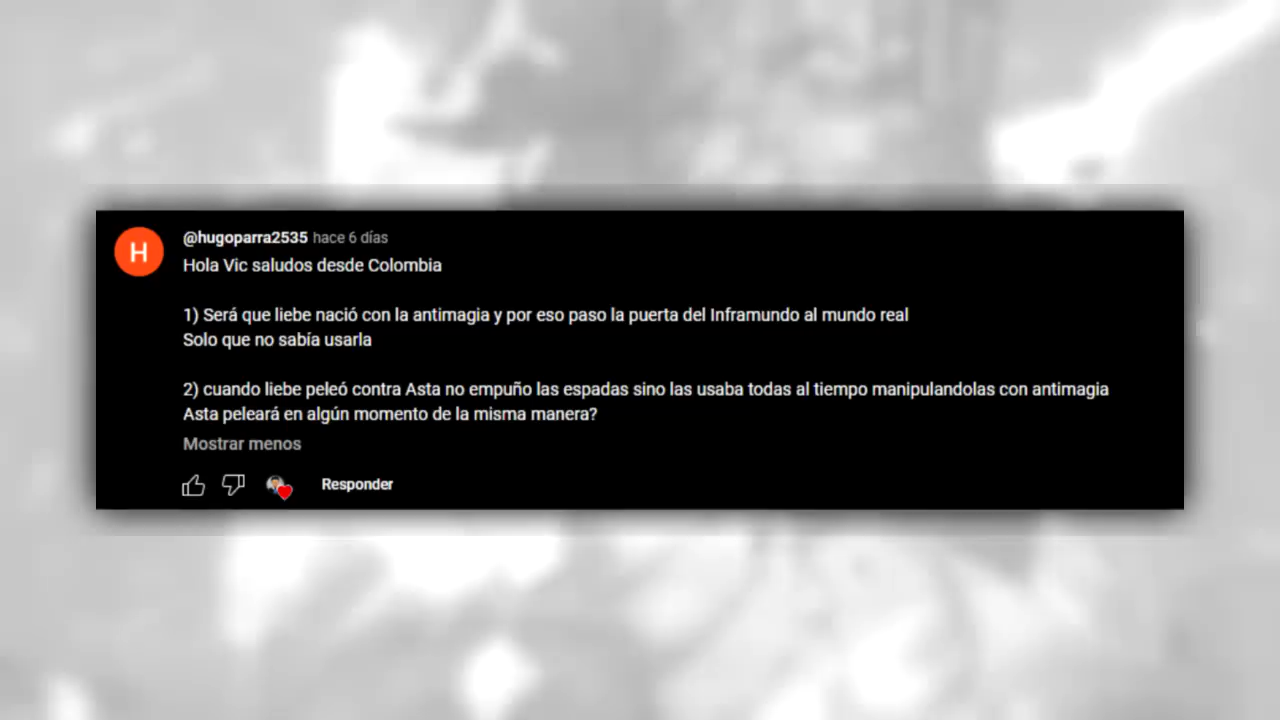 H
@hugoparra2535 hace 6 días
Hola Vic saludos desde Colombia
1) Será que liebe nació con la antimagia y por eso paso la puerta del Inframundo al mundo real
Solo que no sabía usarla
2) cuando liebe peleó contra Asta no empuño las espadas sino las usaba todas al tiempo manipulandolas con antimagia
Asta peleará en algún momento de la misma manera?
Mostrar menos
Responder